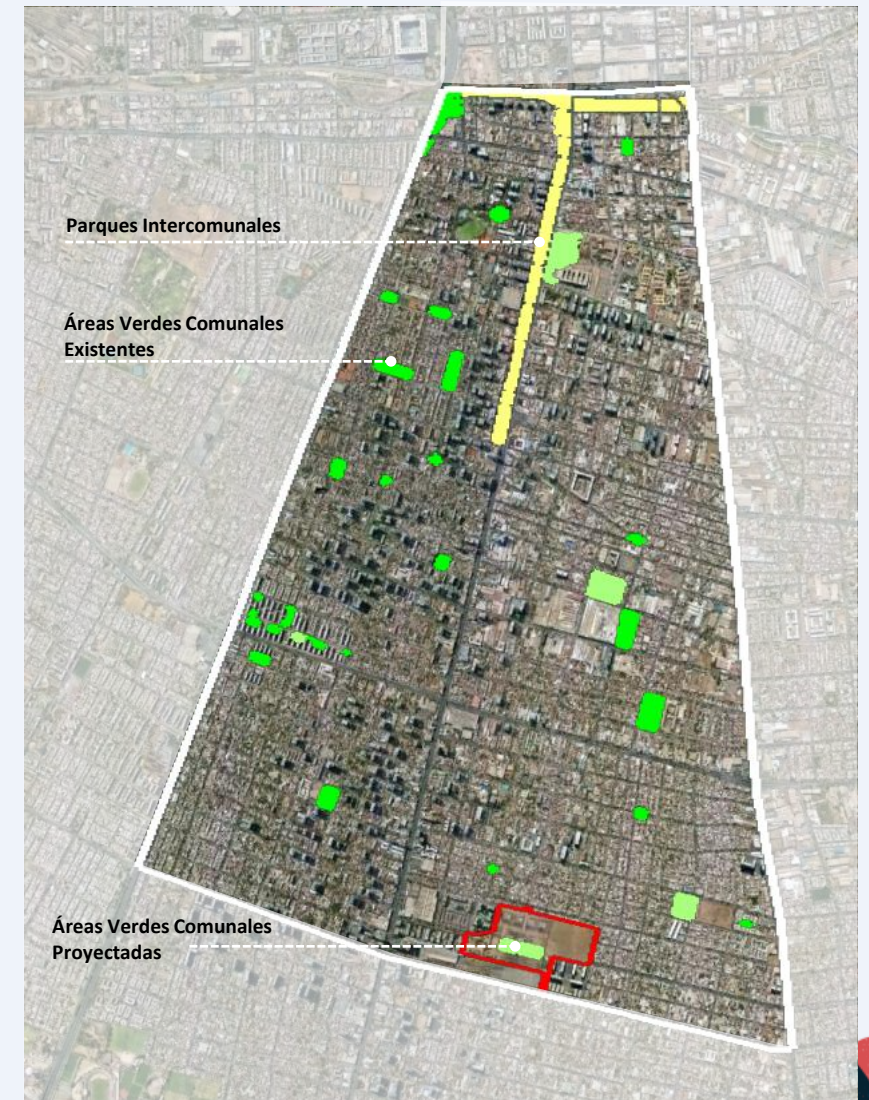 Parques Intercomunales
Áreas Verdes Comunales
Existentes
Áreas Verdes Comunales
Proyectadas